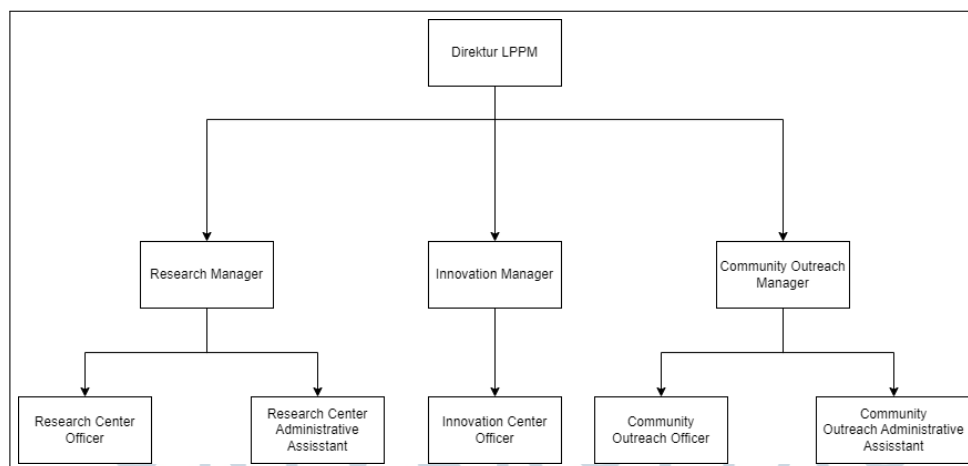 Direktur LPPM
Research Manager
Innovation Manager
Community Outreach
Manager
Research Center
Officer
Research Center
Administrative
Assisstant
Innovation Center
Officer
Community
Outreach Officer
Community
Outreach Administrative
Assisstant